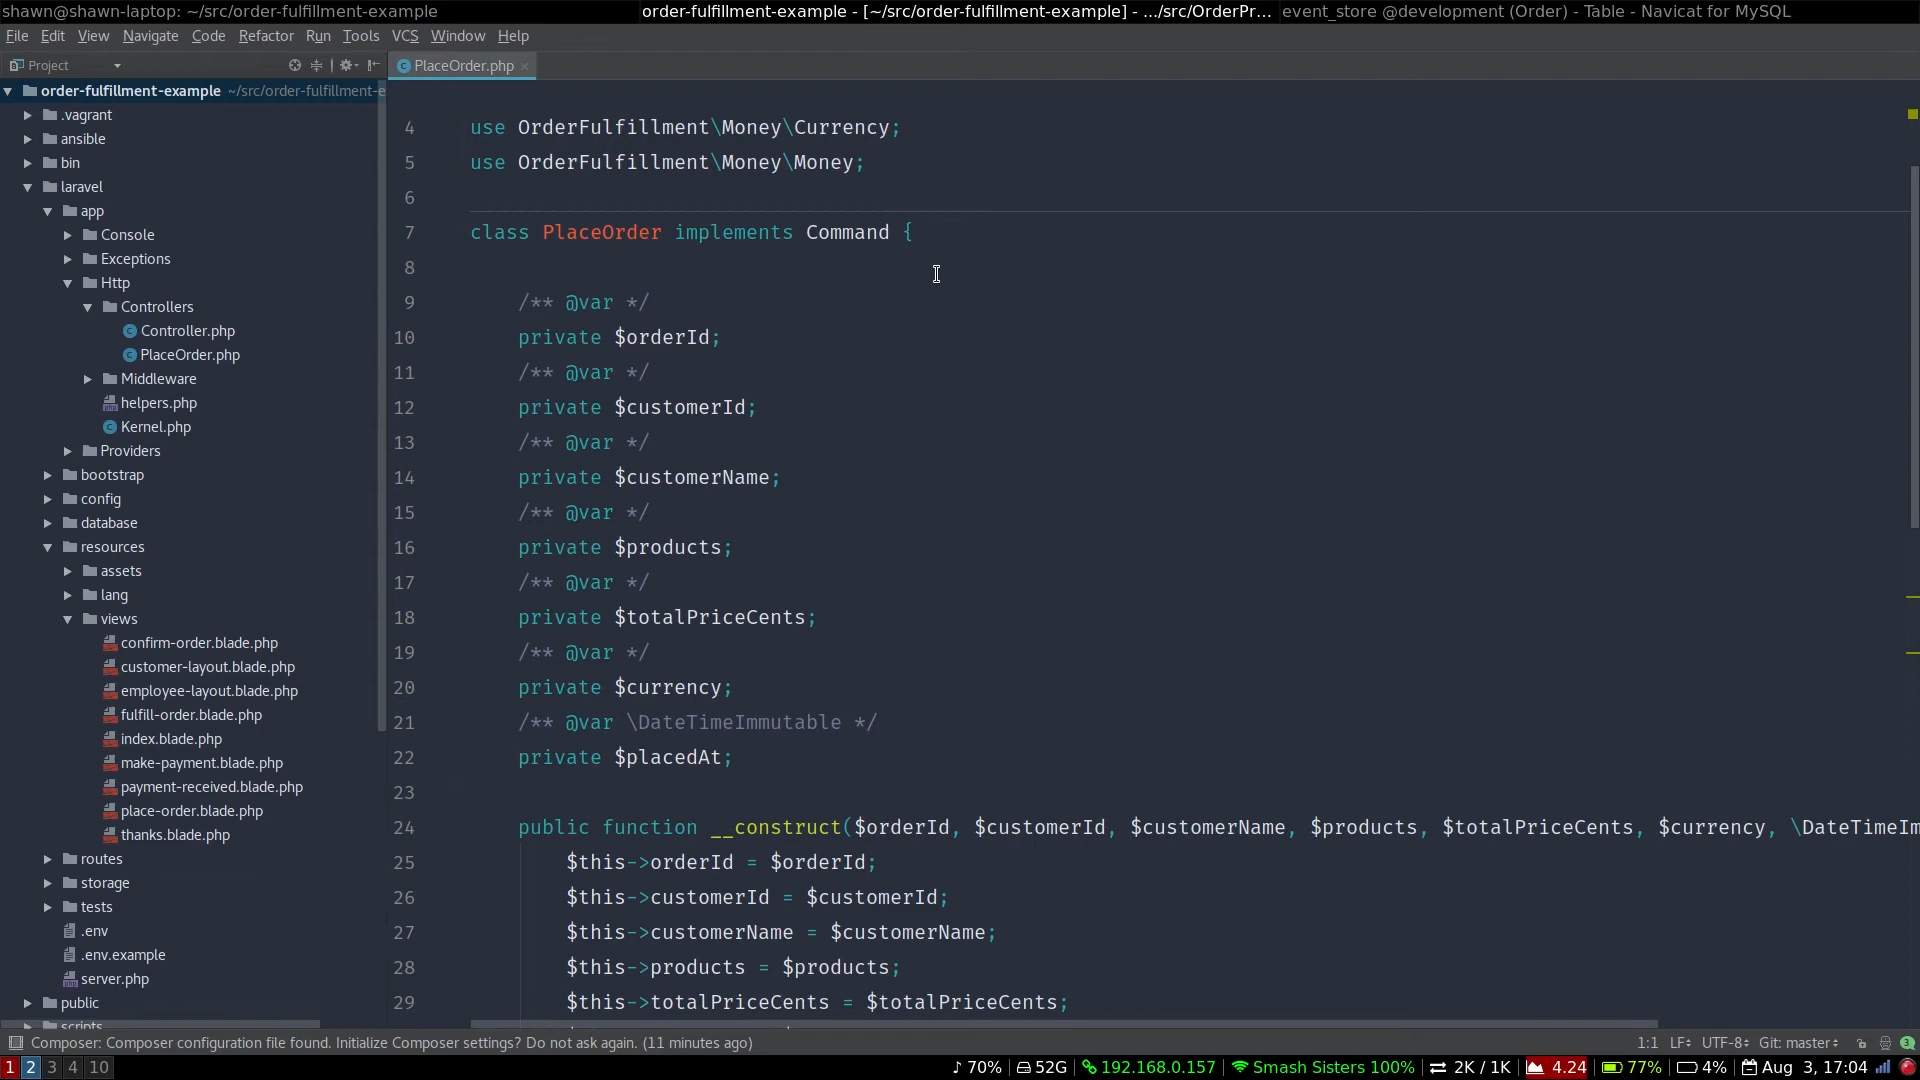 shawn@shawn-laptop: ~/src/order-fulfillment-example
order-fulfillment-example - [~/src/order-fulfillment-example] - .../src/OrderPr...
event_store @development (Order) - Table - Navicat for MySQL
File Edit View Navigate Code Refactor Run Tools VCS Window Help
Project
PlaceOrder.php
order-fulfillment-example ~/src/order-fulfillment-e
.vagrant
ansible
bin
laravel
app
Console
Exceptions
Http
Controllers
Controller.php
PlaceOrder.php
Middleware
helpers.php
Kernel.php
Providers
bootstrap
config
database
resources
assets
lang
views
confirm-order.blade.php
customer-layout.blade.php
employee-layout.blade.php
fulfill-order.blade.php
index.blade.php
make-payment.blade.php
payment-received.blade.php
place-order.blade.php
thanks.blade.php
routes
storage
tests
.env
.env.example
server.php
public
scripts
4 use OrderFulfillment\Money\Currency;
5 use OrderFulfillment\Money\Money;
6
7 class PlaceOrder implements Command {
8
9 /** @var */
10 private $orderId;
11 /** @var */
12 private $customerId;
13 /** @var */
14 private $customerName;
15 /** @var */
16 private $products;
17 /** @var */
18 private $totalPriceCents;
19 /** @var */
20 private $currency;
21 /** @var \DateTimeImmutable */
22 private $placedAt;
23
24 public function __construct($orderId, $customerId, $customerName, $products, $totalPriceCents, $currency, \DateTimeIm
25 $this->orderId = $orderId;
26 $this->customerId = $customerId;
27 $this->customerName = $customerName;
28 $this->products = $products;
29 $this->totalPriceCents = $totalPriceCents;
Composer: Composer configuration file found. Initialize Composer settings? Do not ask again. (11 minutes ago)
1:1 LF UTF-8 Git: master 3
1 2 3 4 10
♪ 70% 52G 192.168.0.157 Smash Sisters 100% 2K / 1K 4.24 77% 4% Aug 3, 17:04